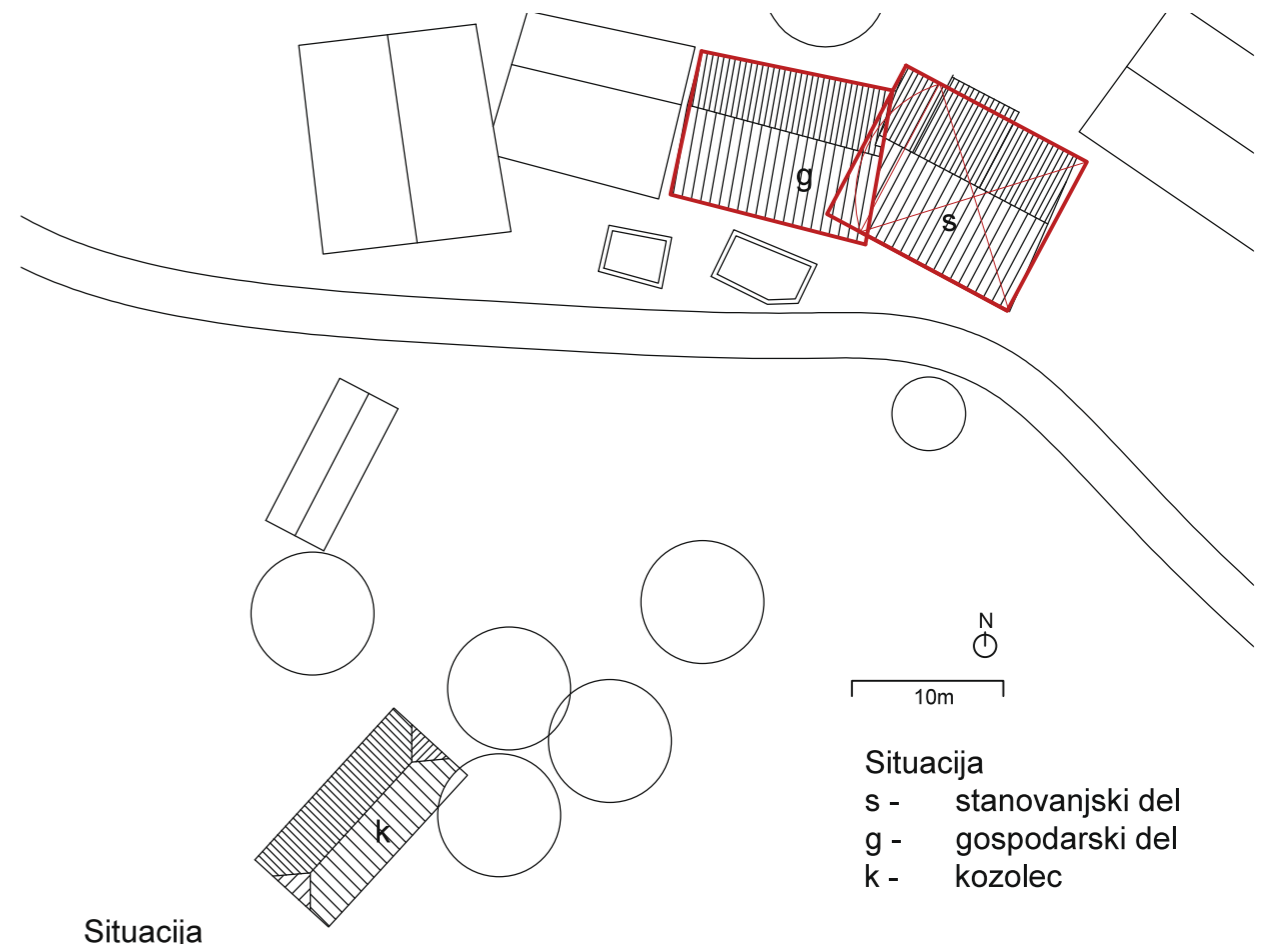 g
s
N
10m
Situacija
s - stanovanjski del
g - gospodarski del
k - kozolec
k
Situacija